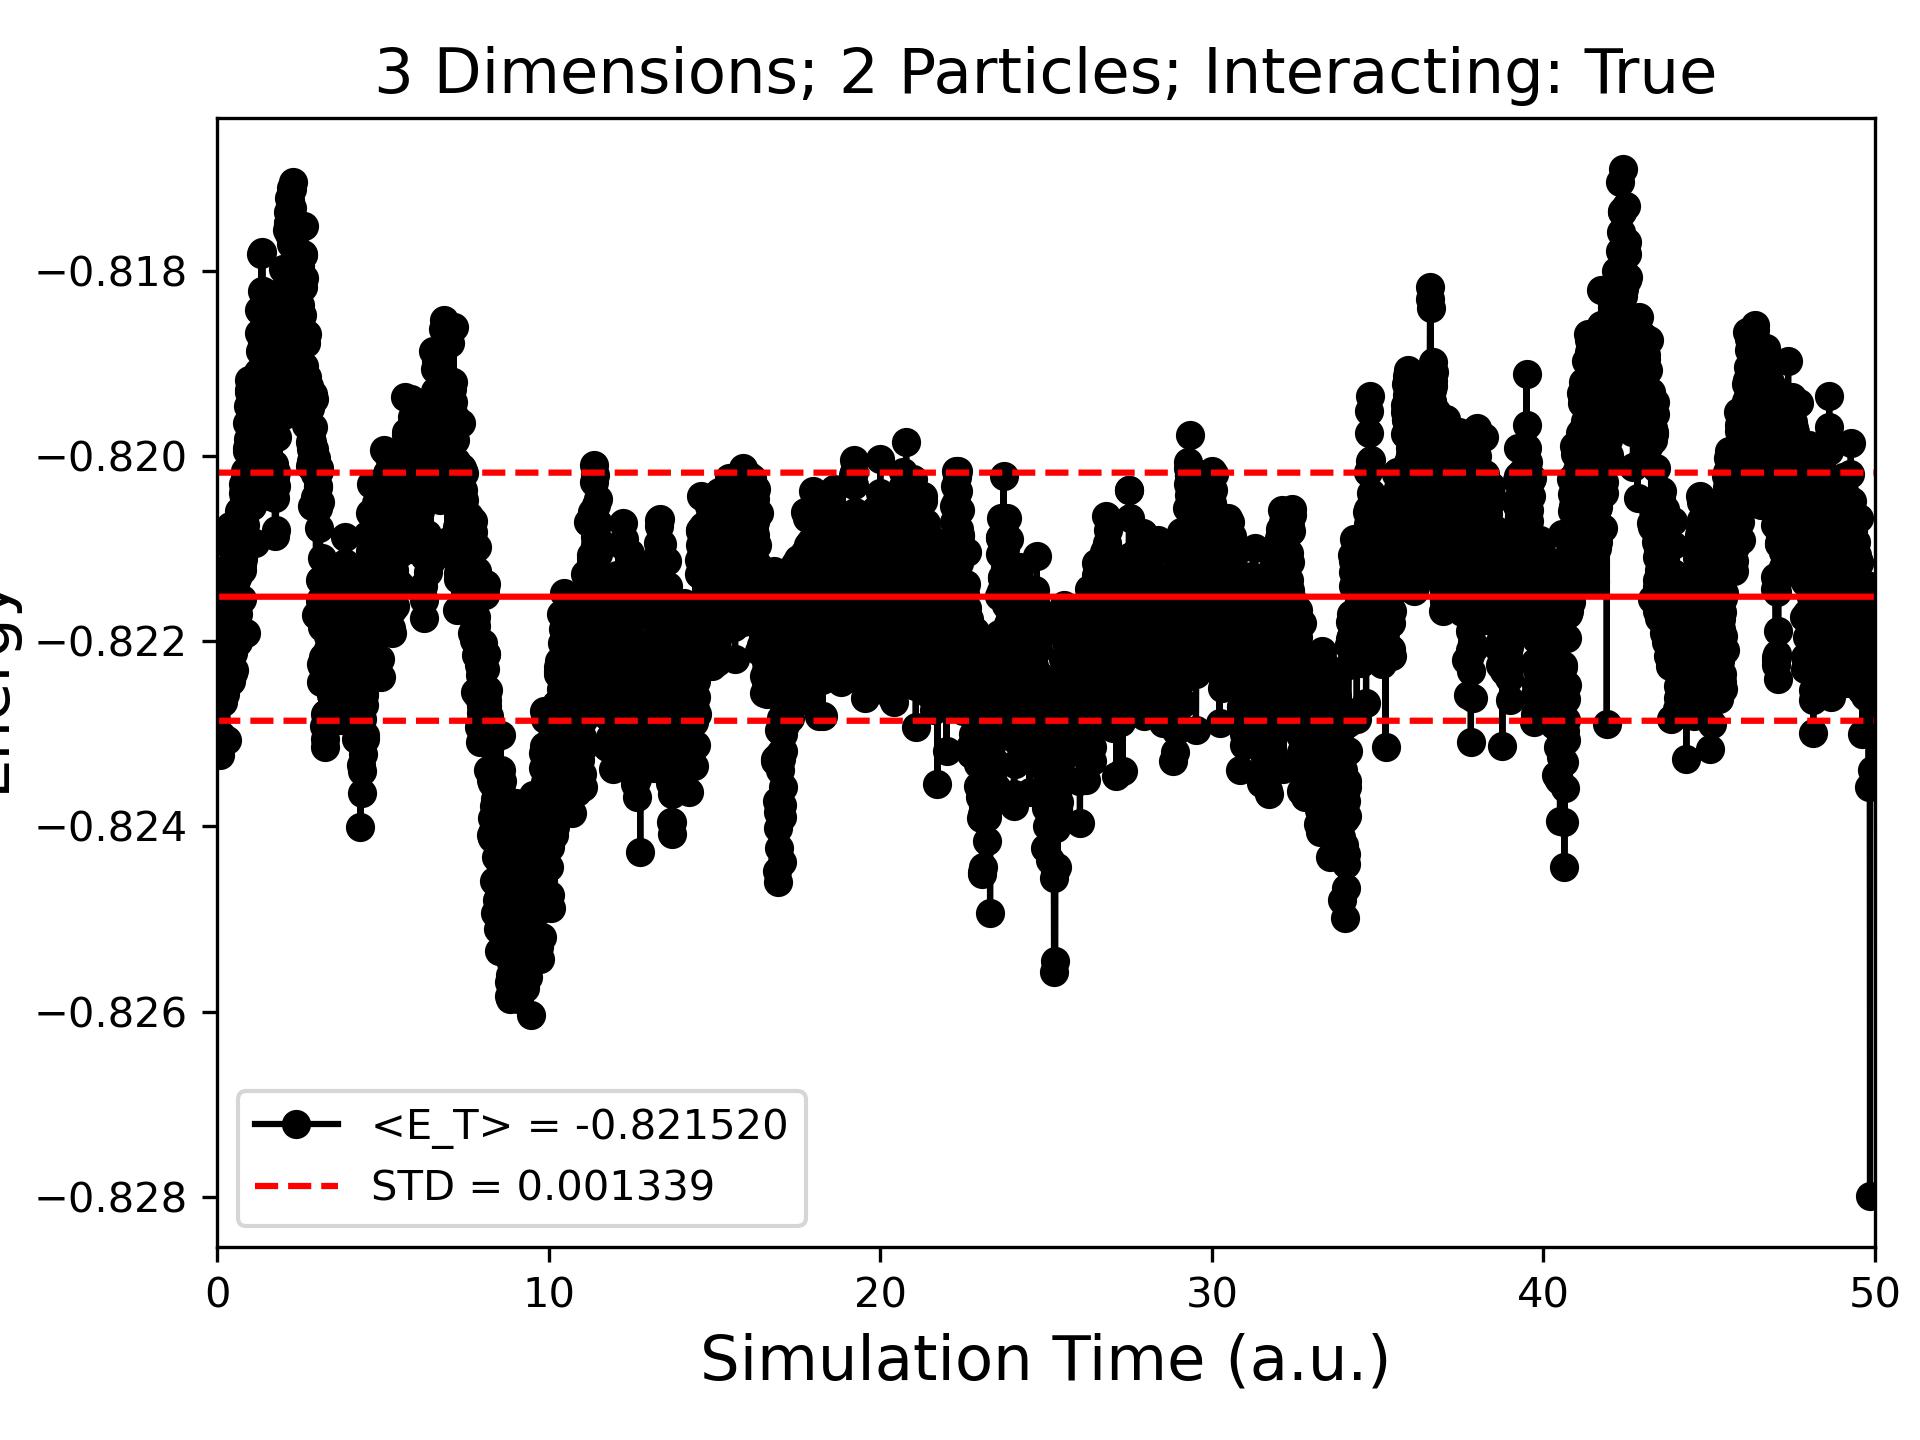 3 Dimensions; 2 Particles; Interacting: True
−0.818
−0.820
−0.822
−0.824
−0.826
−0.828
Energy
<E_T> = -0.821520
STD = 0.001339
0 10 20 30 40 50
Simulation Time (a.u.)